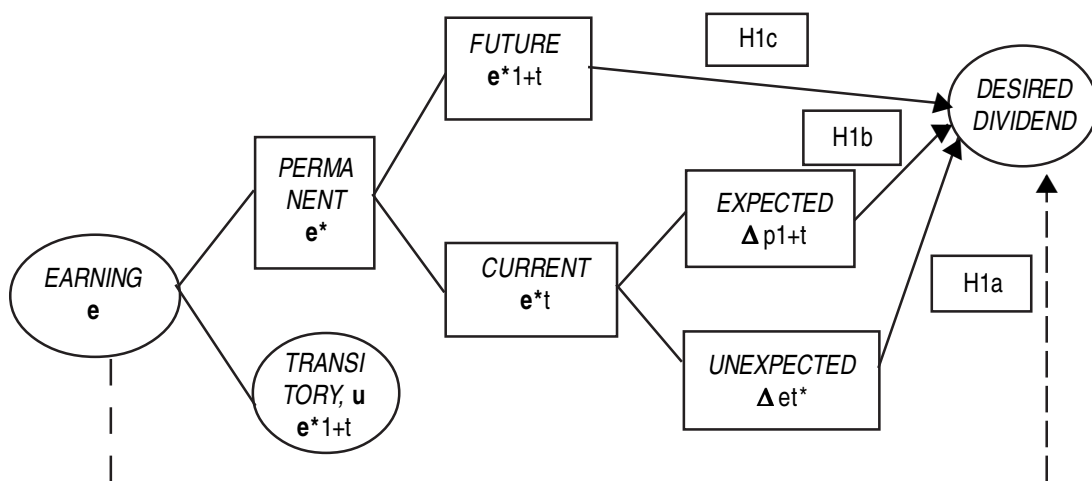 EARNING
e
PERMA
NENT
e*
TRANSI
TORY, u
e*1+t
FUTURE
e*1+t
CURRENT
e*t
EXPECTED
Δ p1+t
UNEXPECTED
Δ et*
H1c
H1b
H1a
DESIRED
DIVIDEND